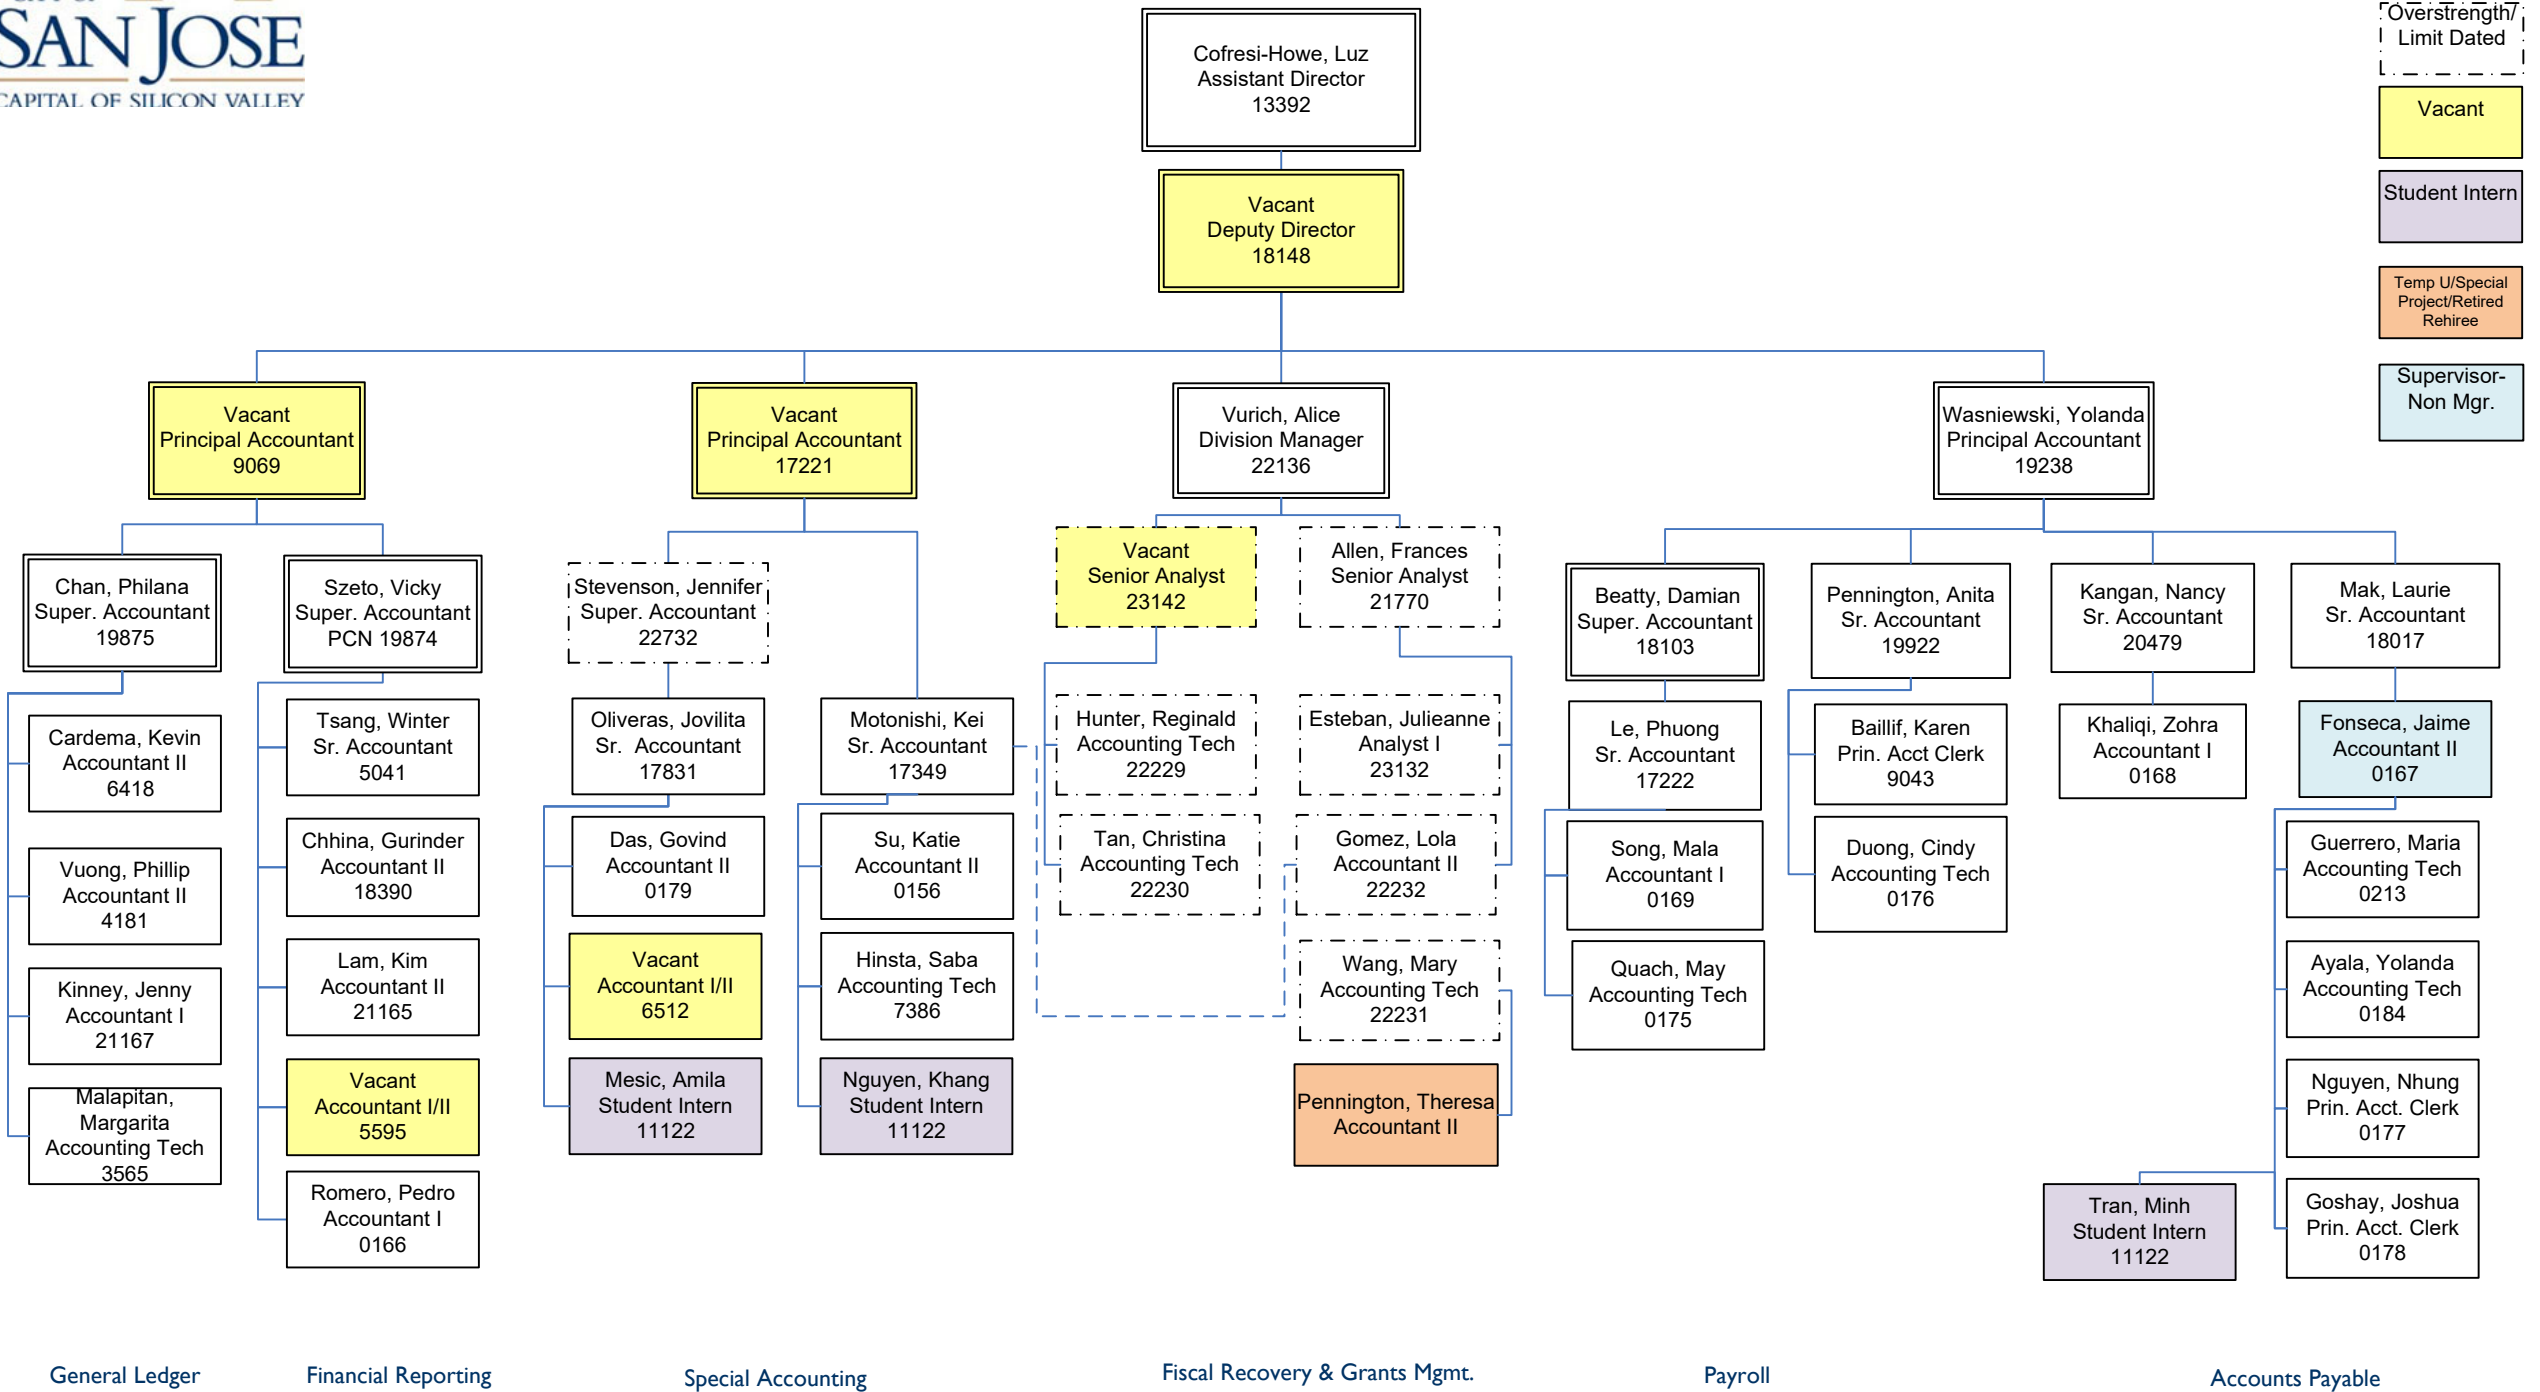 SAN JOSE
CAPITAL OF SILICON VALLEY
Cofresi-Howe, Luz
Assistant Director
13392
Overstrength/
Limit Dated
Vacant
Student Intern
Temp U/Special
Project/Retired
Rehiree
Supervisor-
Non Mgr.
Vacant
Deputy Director
18148
Vacant
Principal Accountant
9069
Vacant
Principal Accountant
17221
Vurich, Alice
Division Manager
22136
Wasniewski, Yolanda
Principal Accountant
19238
Chan, Philana
Super. Accountant
19875
Szeto, Vicky
Super. Accountant
PCN 19874
Stevenson, Jennifer
Super. Accountant
22732
Vacant
Senior Analyst
23142
Allen, Frances
Senior Analyst
21770
Beatty, Damian
Super. Accountant
18103
Pennington, Anita
Sr. Accountant
19922
Kangan, Nancy
Sr. Accountant
20479
Mak, Laurie
Sr. Accountant
18017
Cardema, Kevin
Accountant II
6418
Tsang, Winter
Sr. Accountant
5041
Oliveras, Jovilita
Sr. Accountant
17831
Motonishi, Kei
Sr. Accountant
17349
Hunter, Reginald
Accounting Tech
22229
Esteban, Julieanne
Analyst I
23132
Le, Phuong
Sr. Accountant
17222
Baillif, Karen
Prin. Acct Clerk
9043
Khaliqi, Zohra
Accountant I
0168
Fonseca, Jaime
Accountant II
0167
Vuong, Phillip
Accountant II
4181
Chhina, Gurinder
Accountant II
18390
Das, Govind
Accountant II
0179
Su, Katie
Accountant II
0156
Tan, Christina
Accounting Tech
22230
Gomez, Lola
Accountant II
22232
Song, Mala
Accountant I
0169
Duong, Cindy
Accounting Tech
0176
Guerrero, Maria
Accounting Tech
0213
Kinney, Jenny
Accountant I
21167
Lam, Kim
Accountant II
21165
Vacant
Accountant I/II
6512
Hinsta, Saba
Accounting Tech
7386
Wang, Mary
Accounting Tech
22231
Quach, May
Accounting Tech
0175
Ayala, Yolanda
Accounting Tech
0184
Malapitan,
Margarita
Accounting Tech
3565
Vacant
Accountant I/II
5595
Mesic, Amila
Student Intern
11122
Nguyen, Khang
Student Intern
11122
Pennington, Theresa
Accountant II
Nguyen, Nhung
Prin. Acct. Clerk
0177
Romero, Pedro
Accountant I
0166
Tran, Minh
Student Intern
11122
Goshay, Joshua
Prin. Acct. Clerk
0178
General Ledger
Financial Reporting
Special Accounting
Fiscal Recovery & Grants Mgmt.
Payroll
Accounts Payable